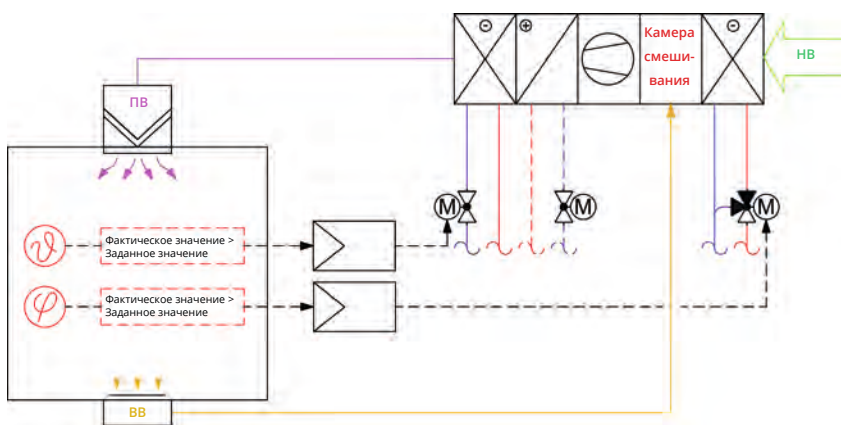 Камера
смеши-
вания
НВ
ПВ
M
M
M
ϑ
Фактическое значение >
Заданное значение
φ
Фактическое значение >
Заданное значение
ВВ